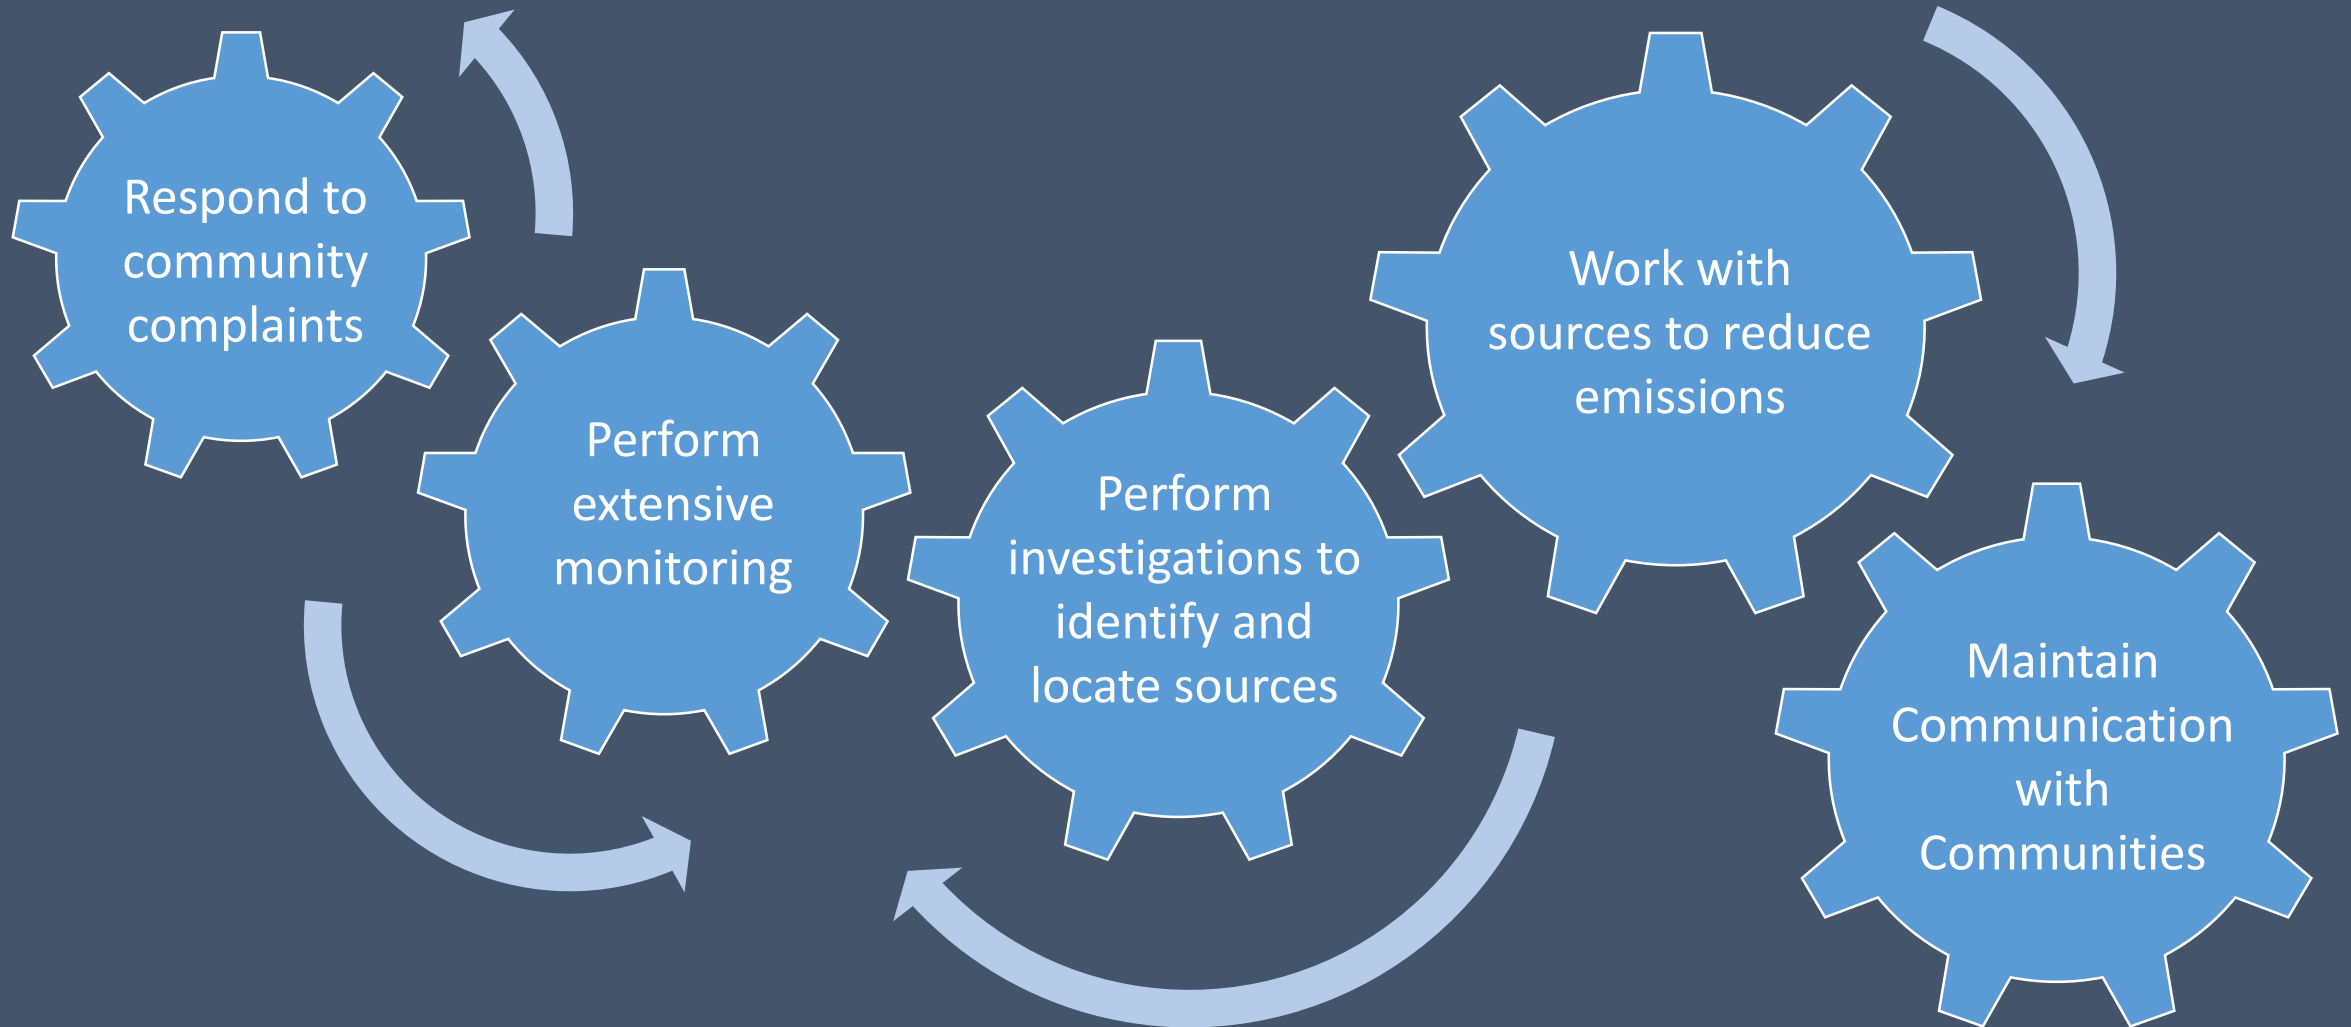 Respond to
community
complaints
Perform
extensive
monitoring
Perform
investigations to
identify and
locate sources
Work with
sources to reduce
emissions
Maintain
Communication
with
Communities